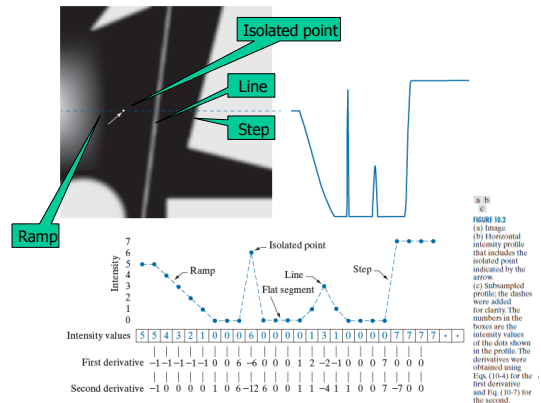 Isolated point
Line
Step
Ramp
a b
c
FIGURE 10.2
(a) Image.
(b) Horizontal
intensity profile
that includes the
isolated point
indicated by the
arrow.
(c) Subsampled
profile; the dashes
were added
for clarity. The
numbers in the
boxes are the
intensity values
of the dots shown
in the profile. The
derivatives were
obtained using
Eqs. (10-4) for the
first derivative
and Eq. (10-7) for
the second.
7
6
5
4
3
2
1
0
Intensity
Isolated point
Ramp
Line
Step
Flat segment
Intensity values 5 5 4 3 2 1 0 0 0 6 0 0 0 0 1 3 1 0 0 0 0 7 7 7 7 · ·
First derivative −1 −1 −1 −1 −1 0 0 6 −6 0 0 0 1 2 −2 −1 0 0 0 7 0 0 0
Second derivative −1 0 0 0 0 1 0 6 −12 6 0 0 1 1 −4 1 1 0 0 7 −7 0 0